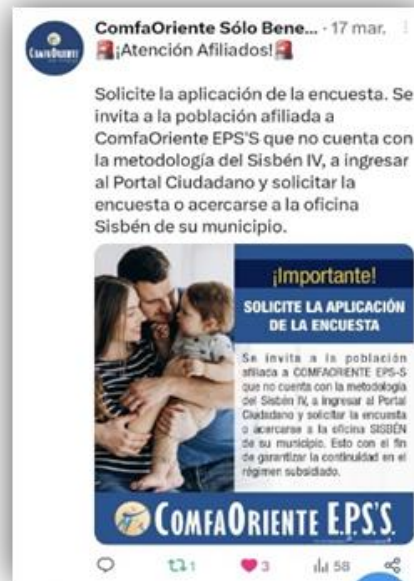 ComfaOriente Sólo Bene... · 17 mar.
🚨¡Atención Afiliados!🚨
Solicite la aplicación de la encuesta. Se
invita a la población afiliada a
ComfaOriente EPS'S que no cuenta con
la metodología del Sisbén IV, a ingresar
al Portal Ciudadano y solicitar la
encuesta o acercarse a la oficina
Sisbén de su municipio.
¡Importante!
SOLICITE LA APLICACIÓN
DE LA ENCUESTA
Se invita a la población
afiliada a COMFAORIENTE EPS-S
que no cuenta con la metodología
del Sisbén IV, a ingresar al Portal
Ciudadano y solicitar la encuesta
o acercarse a la oficina SISBÉN
de su municipio. Esto con el fin
de garantizar la continuidad en el
régimen subsidiado.
COMFAORIENTE E.P.S'S.
1
3
58